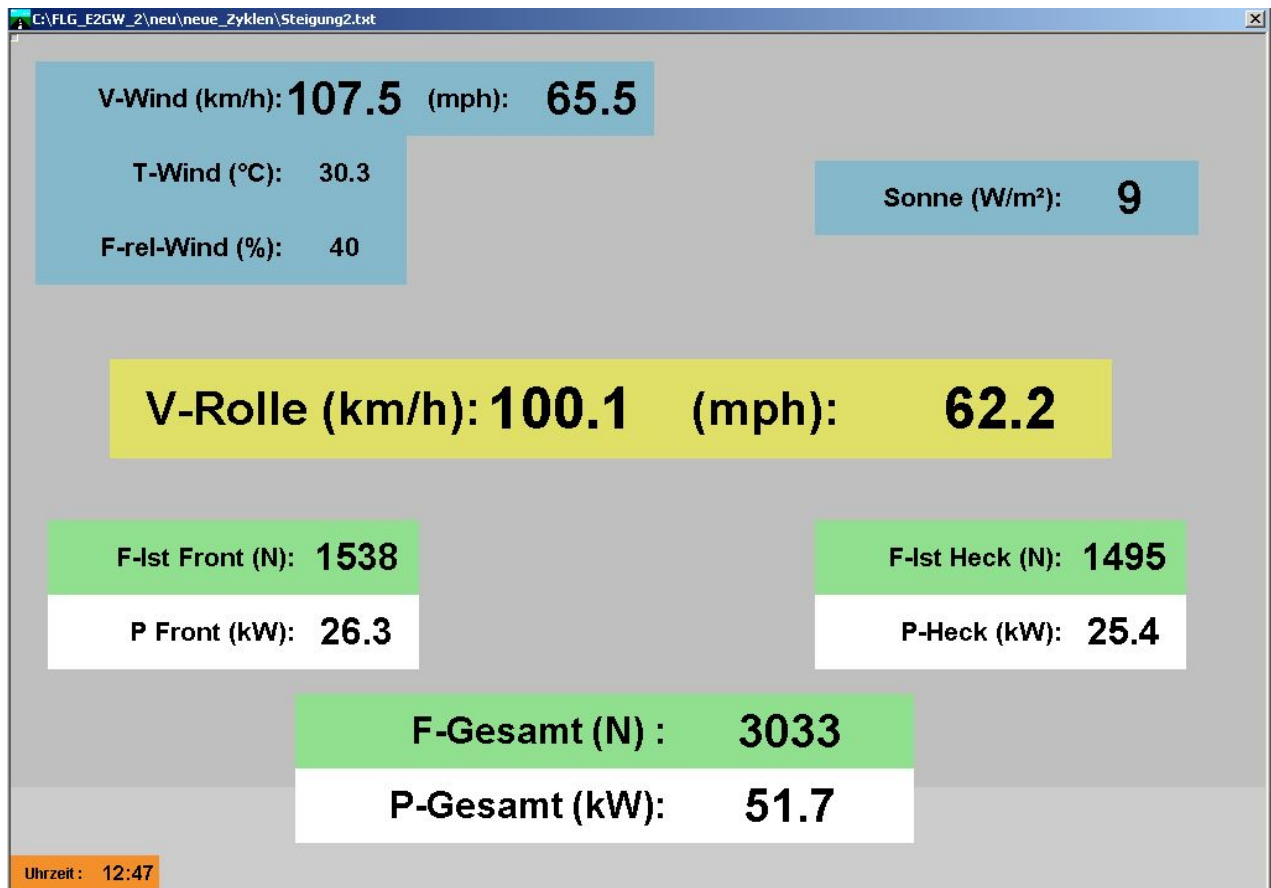 C:\FLG_E2GW_2\neu\neue_Zyklen\Steigung2.txt
V-Wind (km/h): 107.5 (mph): 65.5
T-Wind (°C): 30.3
Sonne (W/m²): 9
F-rel-Wind (%): 40
V-Rolle (km/h): 100.1 (mph): 62.2
F-Ist Front (N): 1538
F-Ist Heck (N): 1495
P Front (kW): 26.3
P-Heck (kW): 25.4
F-Gesamt (N) : 3033
P-Gesamt (kW): 51.7
Uhrzeit : 12:47